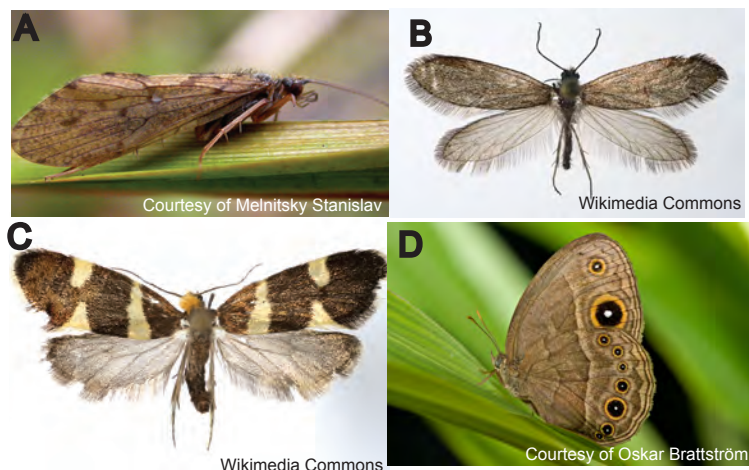 A
Courtesy of Melnitsky Stanislav
B
Wikimedia Commons
C
Wikimedia Commons
D
Courtesy of Oskar Brattström